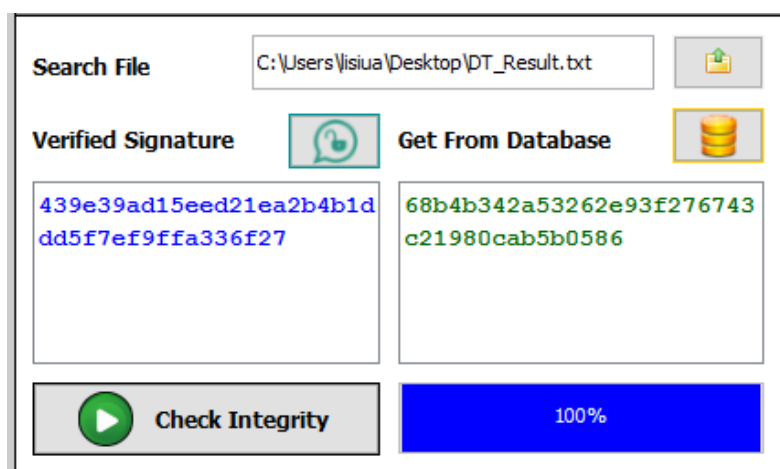 Search File
C:\Users\lisiua\Desktop\DT_Result.txt
Verified Signature
Get From Database
439e39ad15eed21ea2b4b1d
dd5f7ef9ffa336f27
68b4b342a53262e93f276743
c21980cab5b0586
Check Integrity
100%